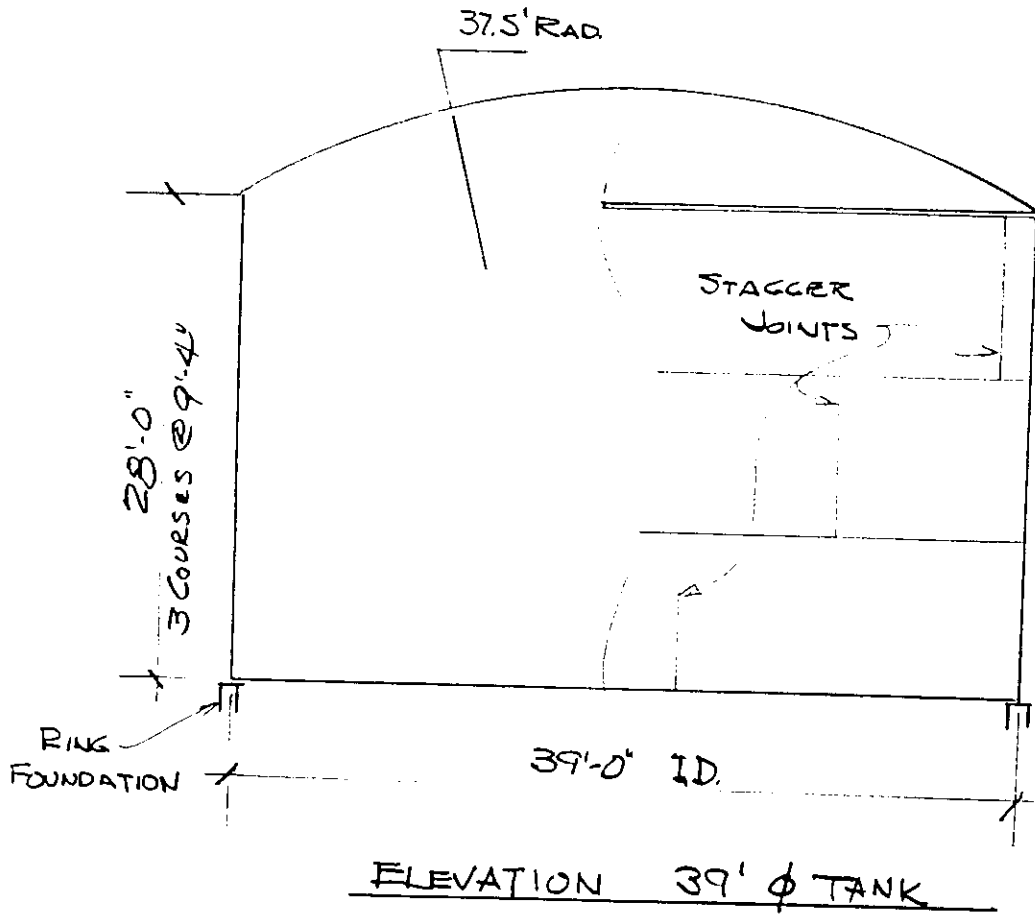 37.5' RAD.
STAGGER
JOINTS
28'-0"
3 COURSES @ 9'-4"
RING
FOUNDATION
39'-0" I.D.
ELEVATION 39' ϕ TANK